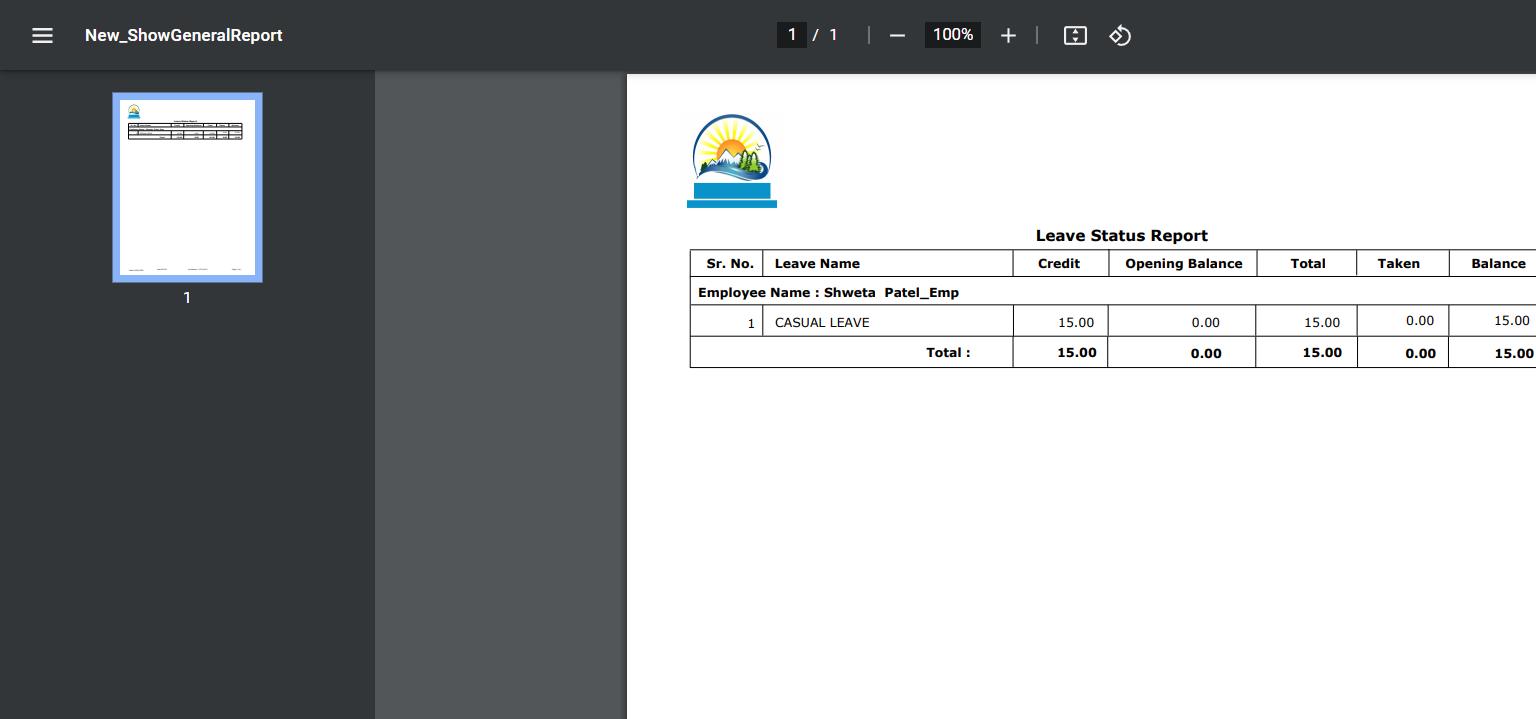 New_ShowGeneralReport
1 / 1
100%
1
Leave Status Report
Sr. No. Leave Name Credit Opening Balance Total Taken Balance
Employee Name : Shweta Patel_Emp
1 CASUAL LEAVE 15.00 0.00 15.00 0.00 15.00
Total : 15.00 0.00 15.00 0.00 15.00